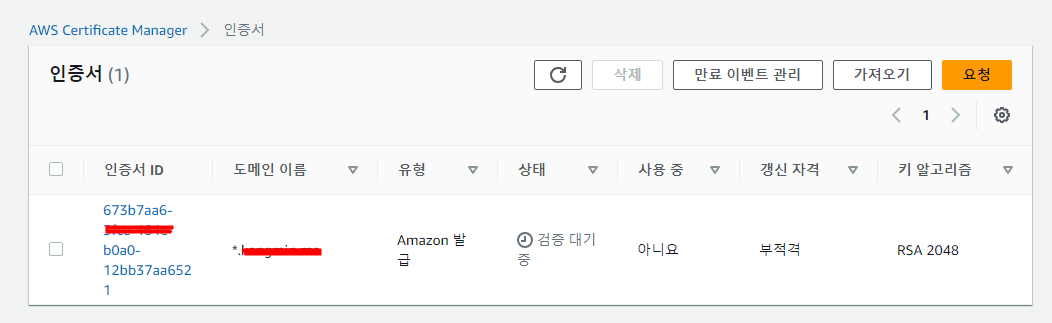 AWS Certificate Manager > 인증서
인증서 (1)
삭제 만료 이벤트 관리 가져오기 요청
1
인증서 ID 도메인 이름 유형 상태 사용 중 갱신 자격 키 알고리즘
673b7aa6-
b0a0-
12bb37aa652
1
*.
Amazon 발
급
검증 대기
중
아니요
부적격
RSA 2048